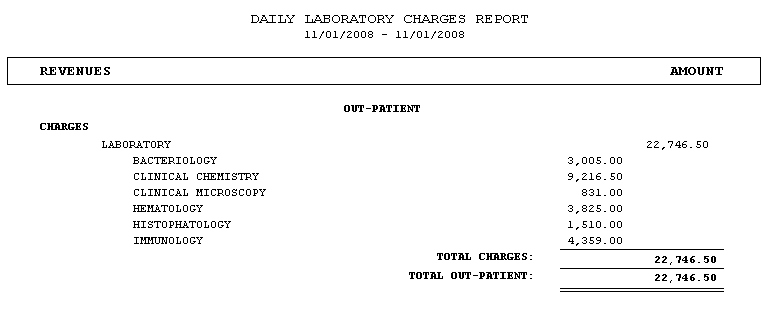 DAILY LABORATORY CHARGES REPORT
11/01/2008 - 11/01/2008
REVENUES AMOUNT
OUT-PATIENT
CHARGES
LABORATORY 22,746.50
BACTERIOLOGY 3,005.00
CLINICAL CHEMISTRY 9,216.50
CLINICAL MICROSCOPY 831.00
HEMATOLOGY 3,825.00
HISTOPHATOLOGY 1,510.00
IMMUNOLOGY 4,359.00
TOTAL CHARGES: 22,746.50
TOTAL OUT-PATIENT: 22,746.50